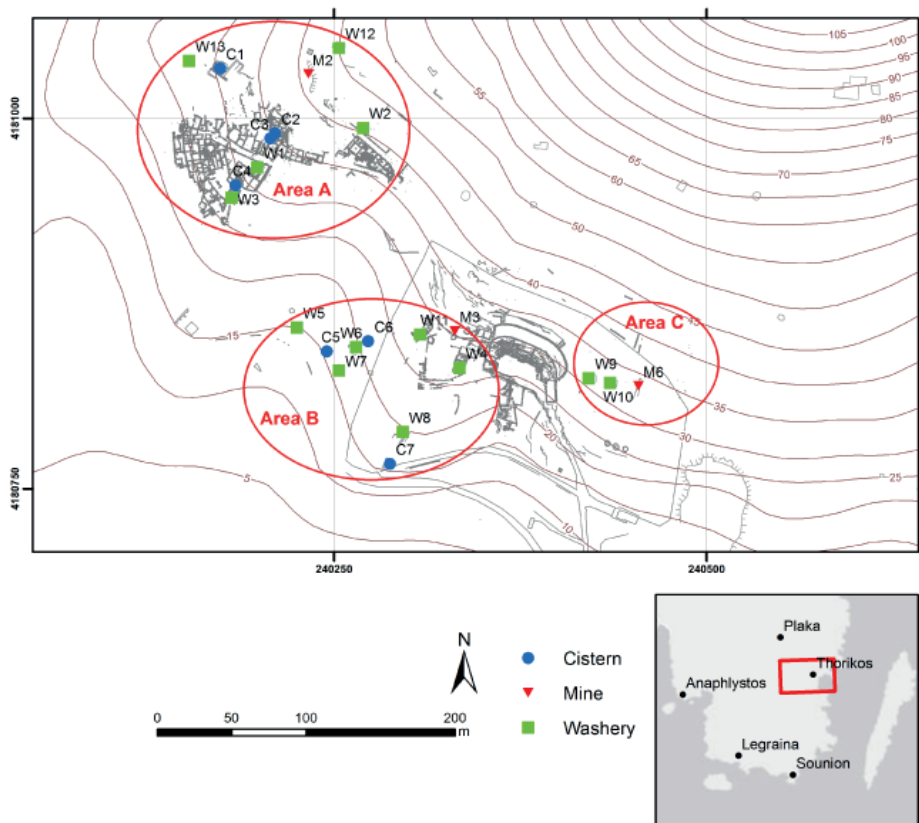 W12
105
100
95
90
85
80
75
70
65
60
55
W13
C1
M2
4181000
C3
C2
W2
W1
C4
Area A
W3
50
45
40
45
15
W5
C5
W6
C6
W11
M3
Area C
W7
W4
W9
W10
M6
35
Area B
W8
30
C7
20
25
4180750
5
10
240250
240500
N
Cistern
Mine
Washery
0
50
100
200
m
Plaka
Thorikos
Anaphlystos
Legraina
Sounion